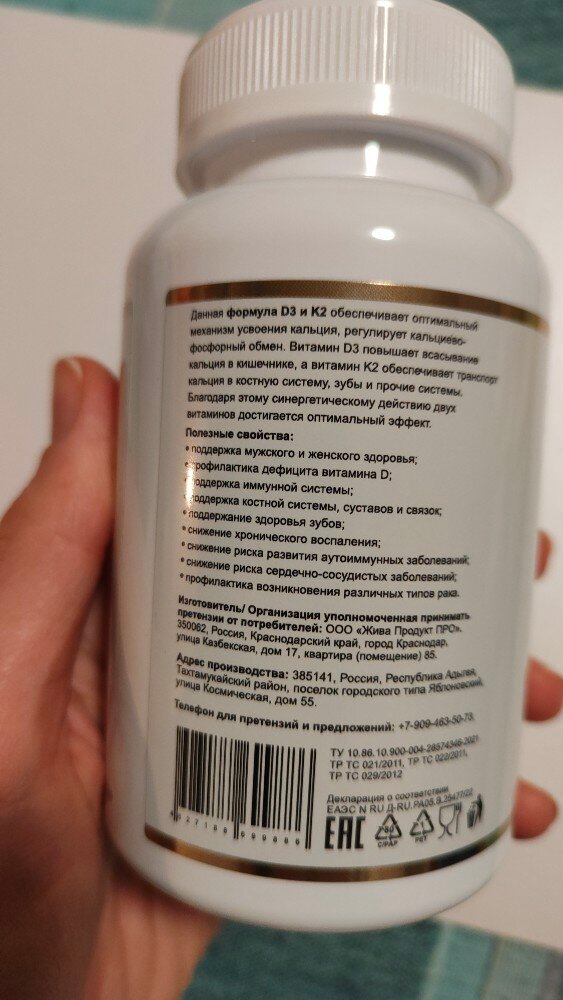 Данная формула D3 и K2 обеспечивает оптимальный
механизм усвоения кальция, регулирует кальциево-
фосфорный обмен. Витамин D3 повышает всасывание
кальция в кишечнике, а витамин K2 обеспечивает транспорт
кальция в костную систему, зубы и прочие системы.
Благодаря этому синергетическому действию двух
витаминов достигается оптимальный эффект.
Полезные свойства:
• поддержка мужского и женского здоровья;
• профилактика дефицита витамина D;
• поддержка иммунной системы;
• поддержка костной системы, суставов и связок;
• поддержание здоровья зубов;
• снижение хронического воспаления;
• снижение риска развития аутоиммунных заболеваний;
• снижение риска сердечно-сосудистых заболеваний;
• профилактика возникновения различных типов рака.
Изготовитель/ Организация уполномоченная принимать
претензии от потребителей: ООО «Жива Продукт ПРО».
350062, Россия, Краснодарский край, город Краснодар,
улица Казбекская, дом 17, квартира (помещение) 85.
Адрес производства: 385141, Россия, Республика Адыгея,
Тахтамукайский район, поселок городского типа Яблоновский,
улица Космическая, дом 55.
Телефон для претензий и предложений: +7-909-463-50-73.
ТУ 10.86.10.900-004-28574346-2021
ТР ТС 021/2011, ТР ТС 022/2011,
ТР ТС 029/2012
Декларация о соответствии
ЕАЭС N RU Д-RU.РА05.В.25477/22
EAC
C/PAP
PET